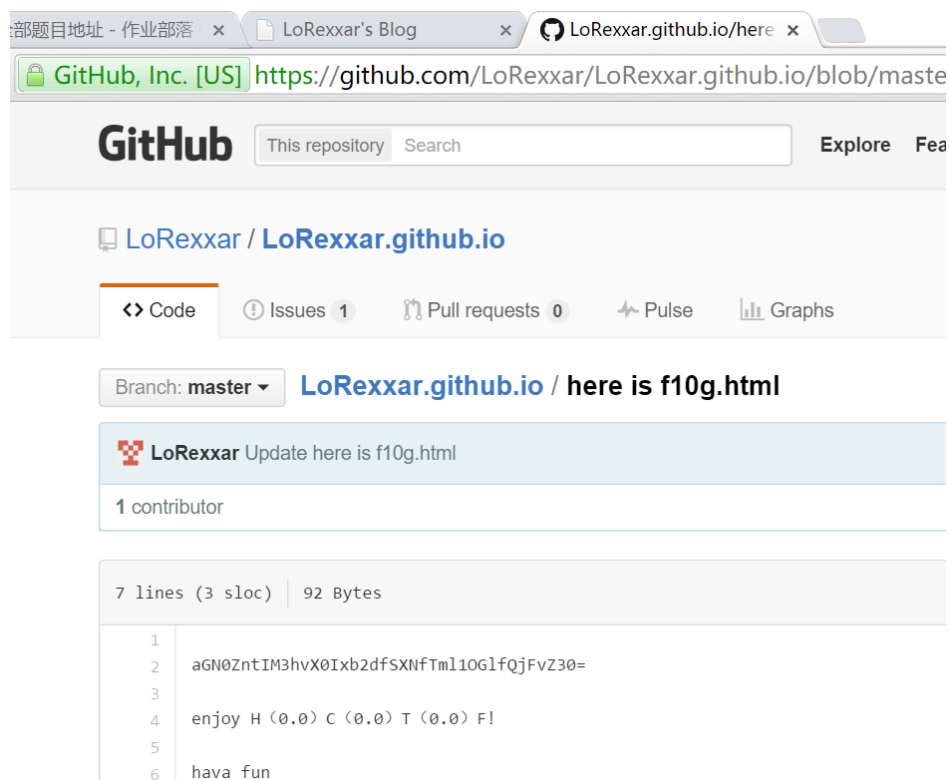 全部题目地址 - 作业部落 × LoRexxar's Blog × LoRexxar.github.io/here ×
GitHub, Inc. [US] https://github.com/LoRexxar/LoRexxar.github.io/blob/maste
GitHub This repository Search Explore Fea
LoRexxar / LoRexxar.github.io
Code Issues 1 Pull requests 0 Pulse Graphs
Branch: master LoRexxar.github.io / here is f10g.html
LoRexxar Update here is f10g.html
1 contributor
7 lines (3 sloc) 92 Bytes
1
2 aGN0ZntIM3hvX0Ixb2dfSXNfTml1OGlfQjFvZ30=
3
4 enjoy H（0.0）C（0.0）T（0.0）F!
5
6 hava fun